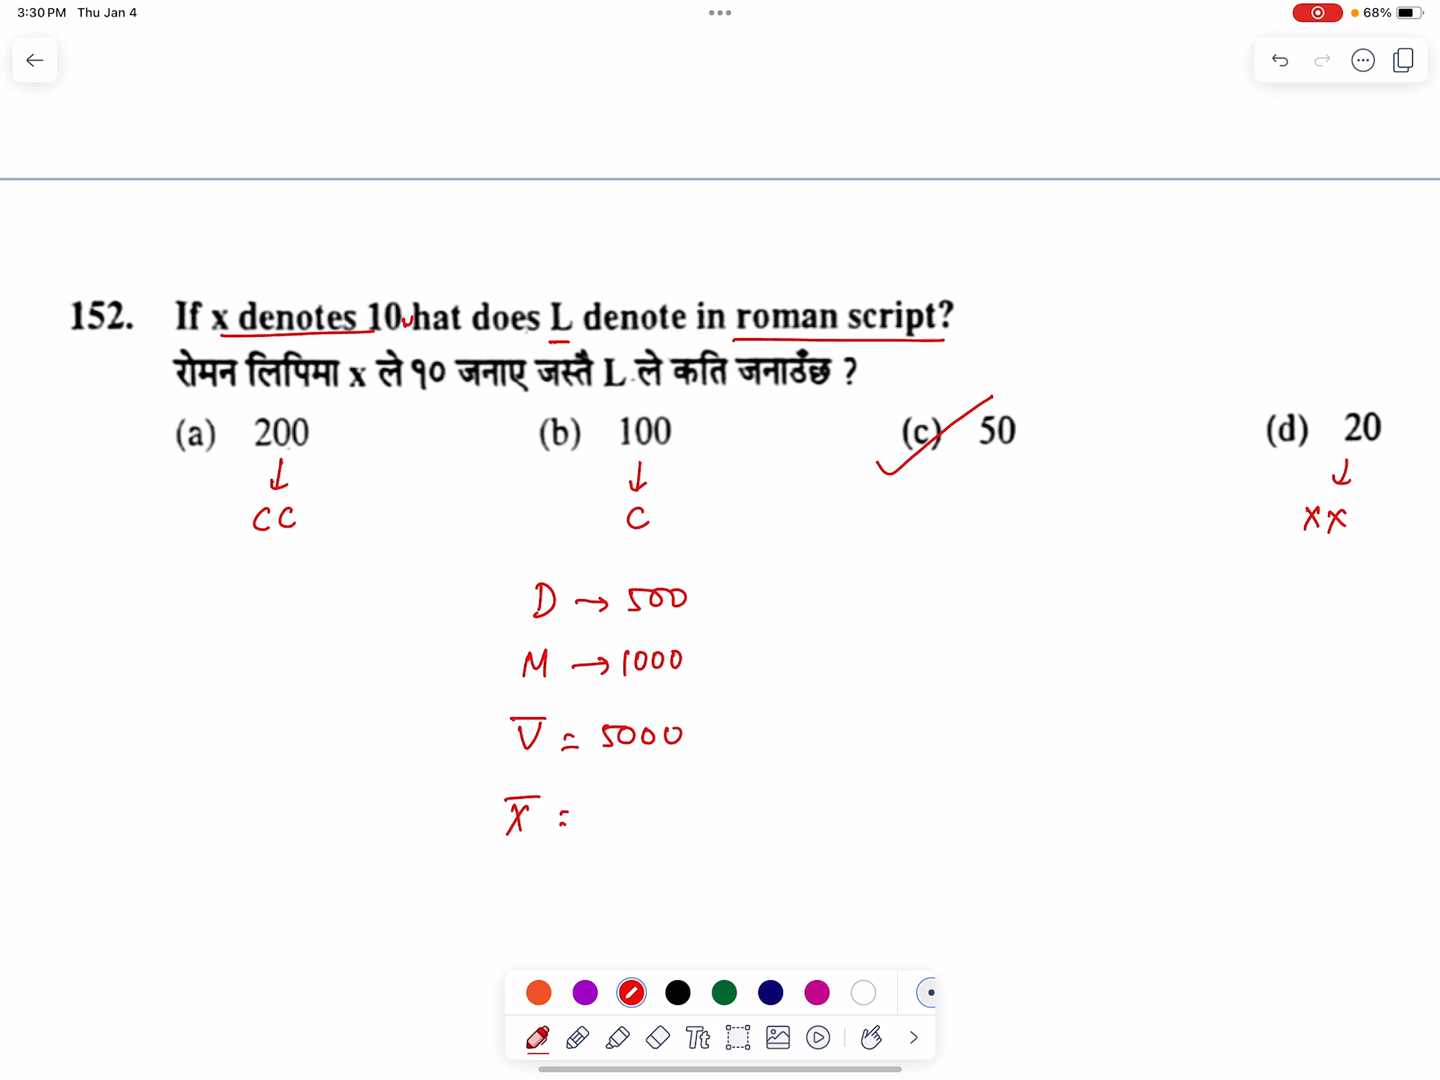 3:30 PM Thu Jan 4
68%
152. If x denotes 10 hat does L denote in roman script?
रोमन लिपिमा x ले १० जनाए जस्तै L ले कति जनाउँछ ?
(a) 200 (b) 100 (c) 50 (d) 20
CC C XX
D → 500
M → 1000
V̅ = 5000
X̅ =
Tt